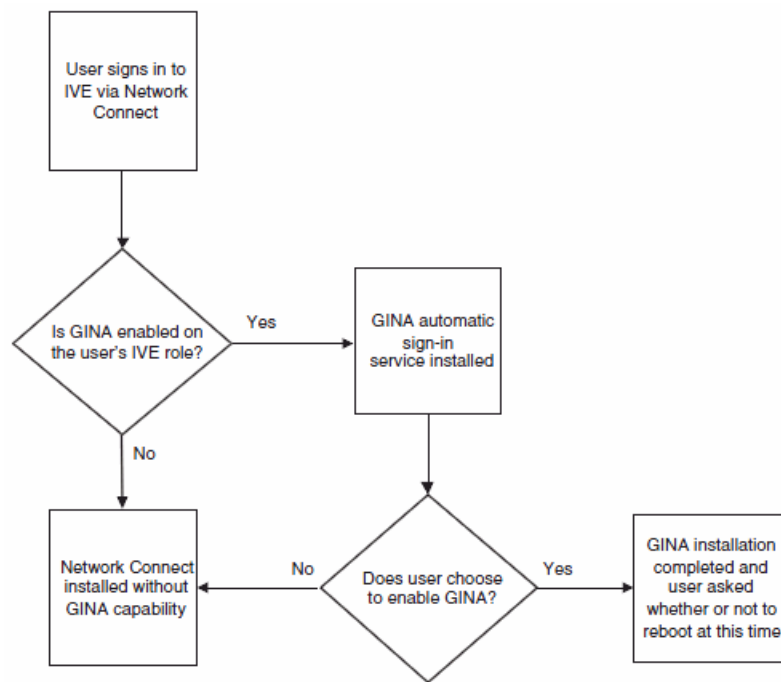 User signs in to
IVE via Network
Connect
Is GINA enabled on
the user's IVE role?
Yes
GINA automatic
sign-in
service installed
No
Network Connect
installed without
GINA capability
No
Does user choose
to enable GINA?
Yes
GINA installation
completed and
user asked
whether or not to
reboot at this time